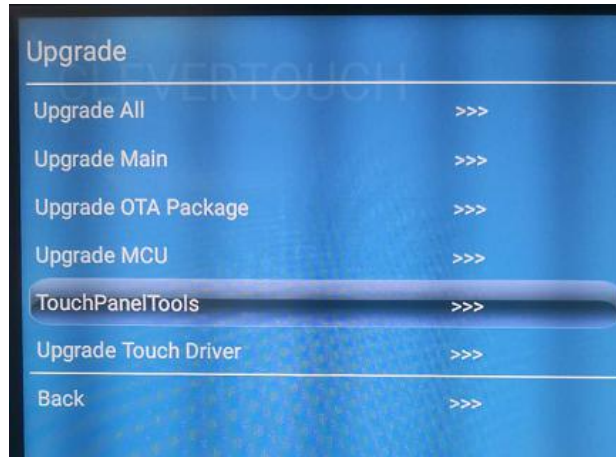 Upgrade
CLEVERTOUCH
Upgrade All >>>
Upgrade Main >>>
Upgrade OTA Package >>>
Upgrade MCU >>>
TouchPanelTools >>>
Upgrade Touch Driver >>>
Back >>>